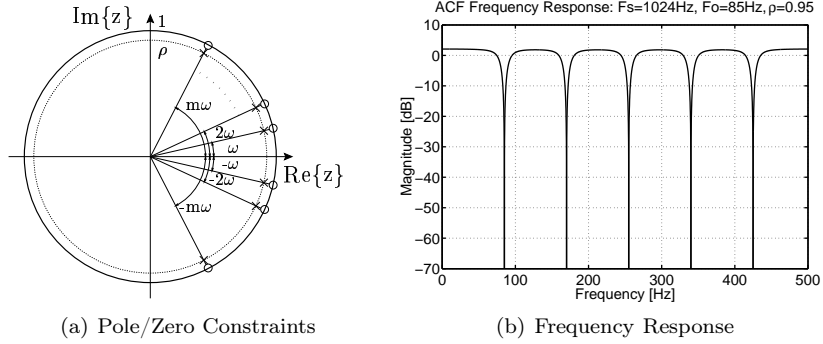 Im{z}
1
ρ
mω
2ω
ω
-ω
-2ω
-mω
Re{z}
(a) Pole/Zero Constraints
ACF Frequency Response: Fs=1024Hz, Fo=85Hz,ρ=0.95
Magnitude [dB]
10
0
−10
−20
−30
−40
−50
−60
−70
0 100 200 300 400 500
Frequency [Hz]
(b) Frequency Response